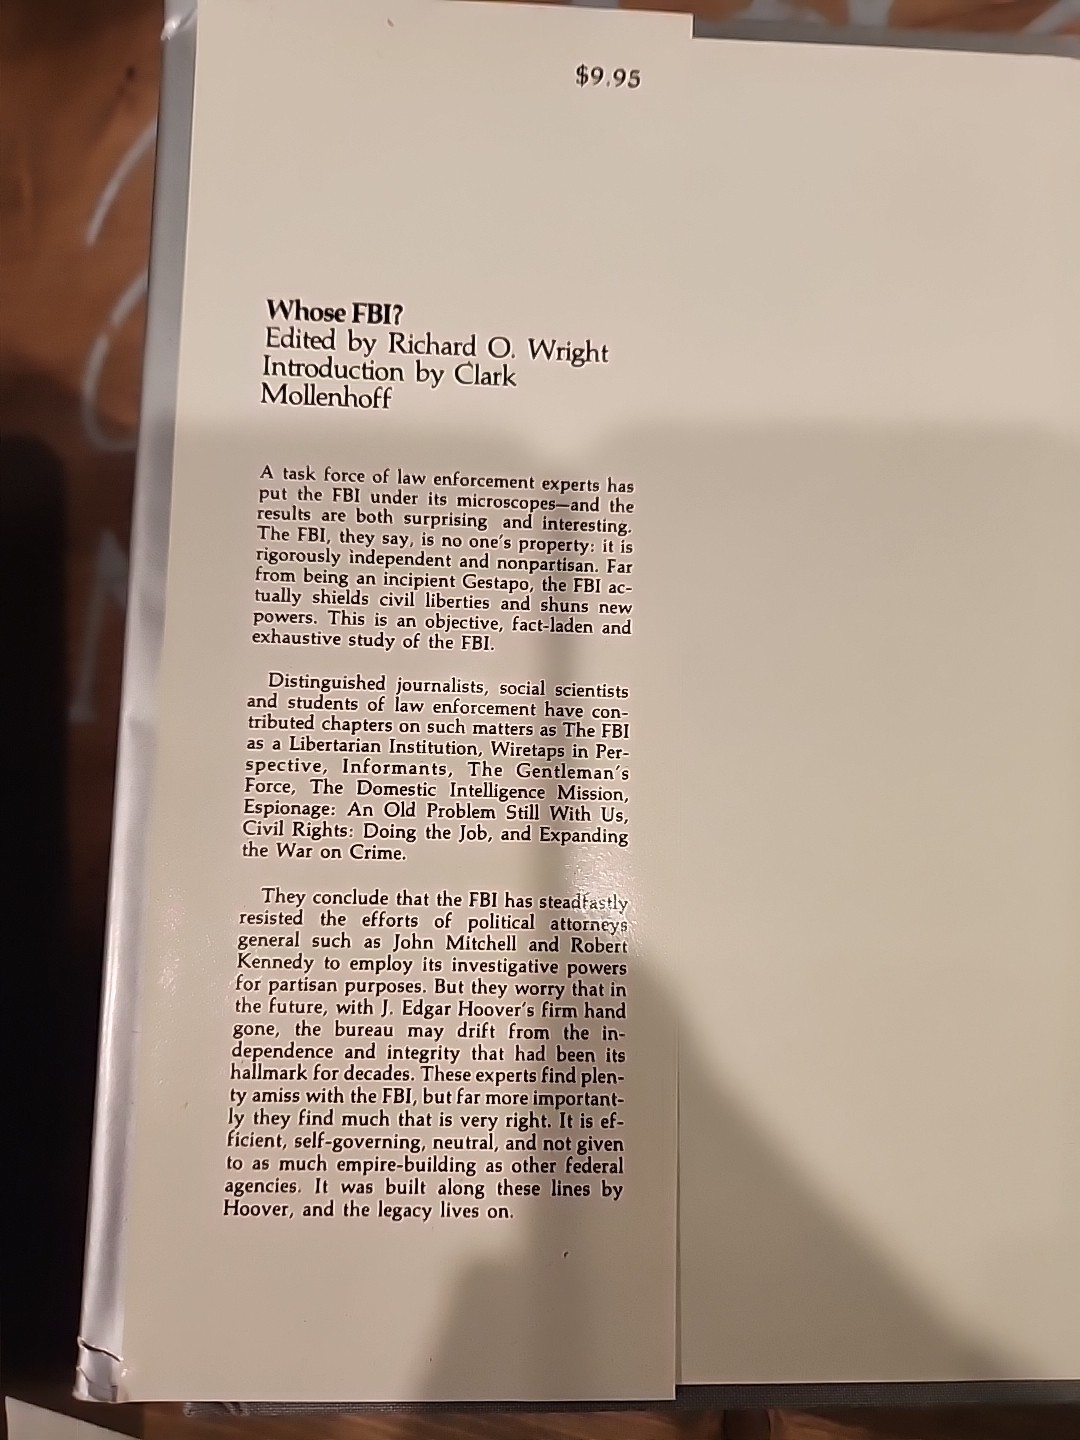 $9.95
Whose FBI?
Edited by Richard O. Wright
Introduction by Clark
Mollenhoff
A task force of law enforcement experts has
put the FBI under its microscopes—and the
results are both surprising and interesting.
The FBI, they say, is no one's property: it is
rigorously independent and nonpartisan. Far
from being an incipient Gestapo, the FBI ac-
tually shields civil liberties and shuns new
powers. This is an objective, fact-laden and
exhaustive study of the FBI.
Distinguished journalists, social scientists
and students of law enforcement have con-
tributed chapters on such matters as The FBI
as a Libertarian Institution, Wiretaps in Per-
spective, Informants, The Gentleman's
Force, The Domestic Intelligence Mission,
Espionage: An Old Problem Still With Us,
Civil Rights: Doing the Job, and Expanding
the War on Crime.
They conclude that the FBI has steadfastly
resisted the efforts of political attorneys
general such as John Mitchell and Robert
Kennedy to employ its investigative powers
for partisan purposes. But they worry that in
the future, with J. Edgar Hoover's firm hand
gone, the bureau may drift from the in-
dependence and integrity that had been its
hallmark for decades. These experts find plen-
ty amiss with the FBI, but far more important-
ly they find much that is very right. It is ef-
ficient, self-governing, neutral, and not given
to as much empire-building as other federal
agencies. It was built along these lines by
Hoover, and the legacy lives on.